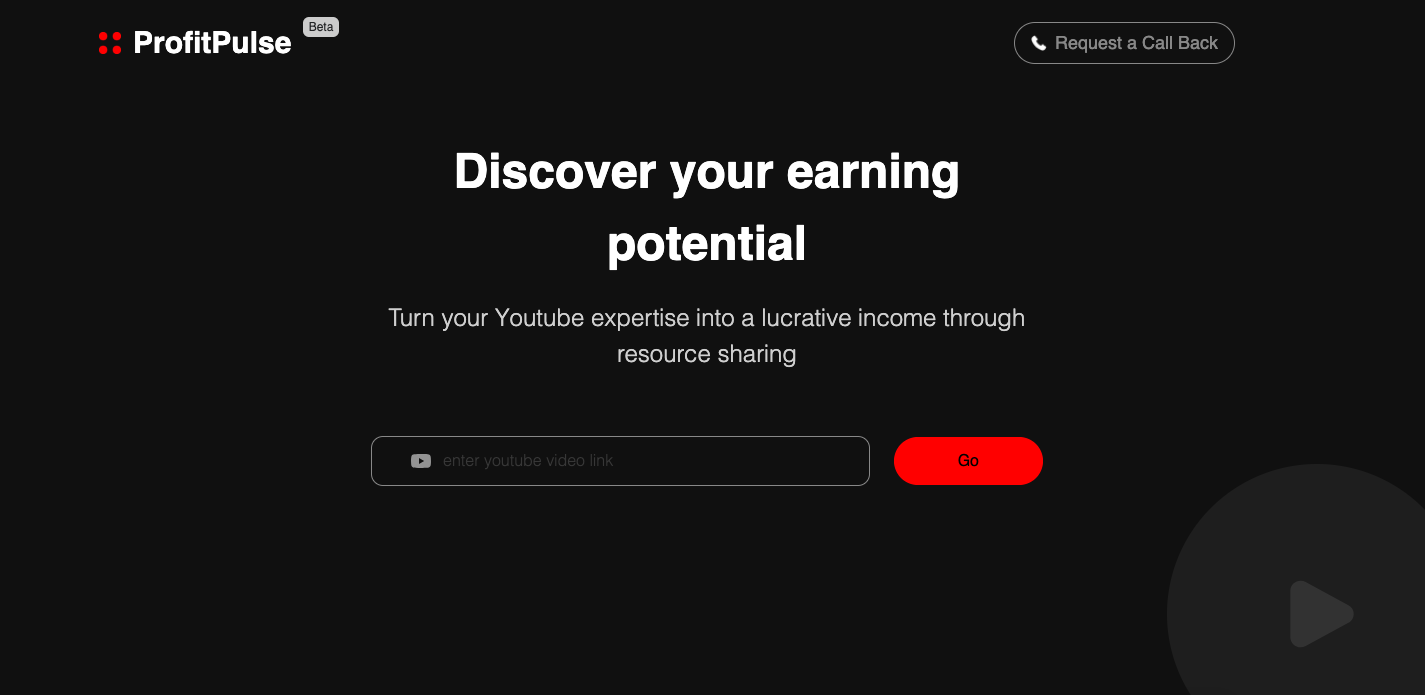 ProfitPulse
Beta
Request a Call Back
Discover your earning
potential
Turn your Youtube expertise into a lucrative income through
resource sharing
enter youtube video link
Go